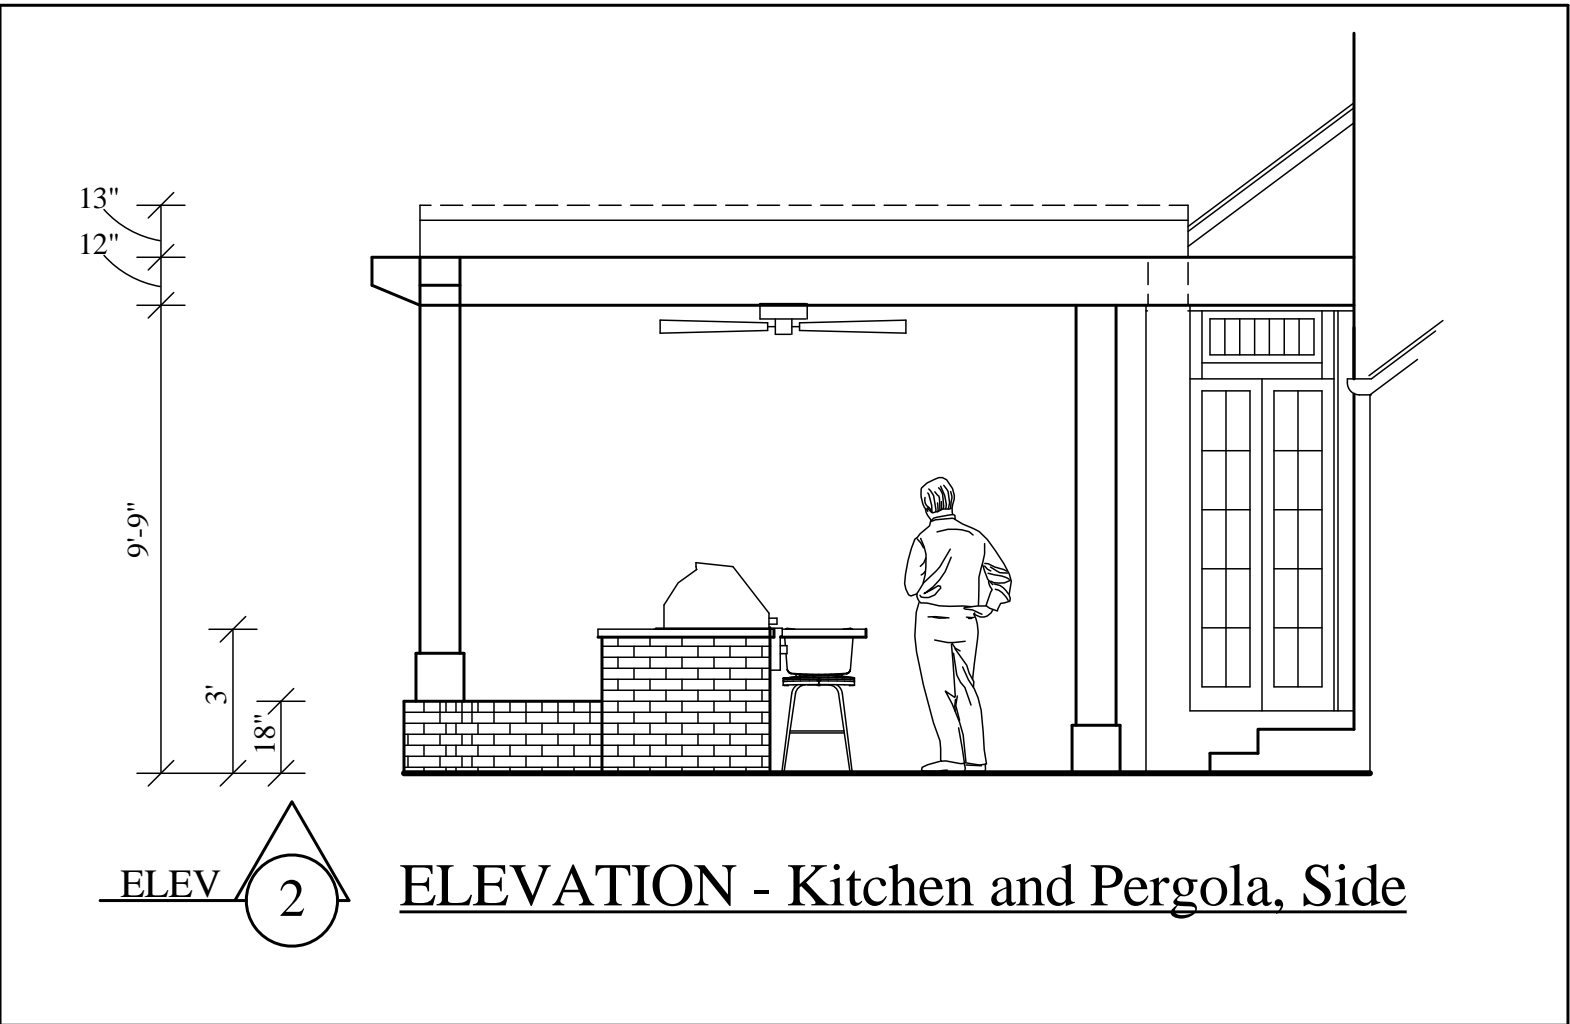 13"
12"
9'-9"
3'
18"
ELEV 2
ELEVATION - Kitchen and Pergola, Side